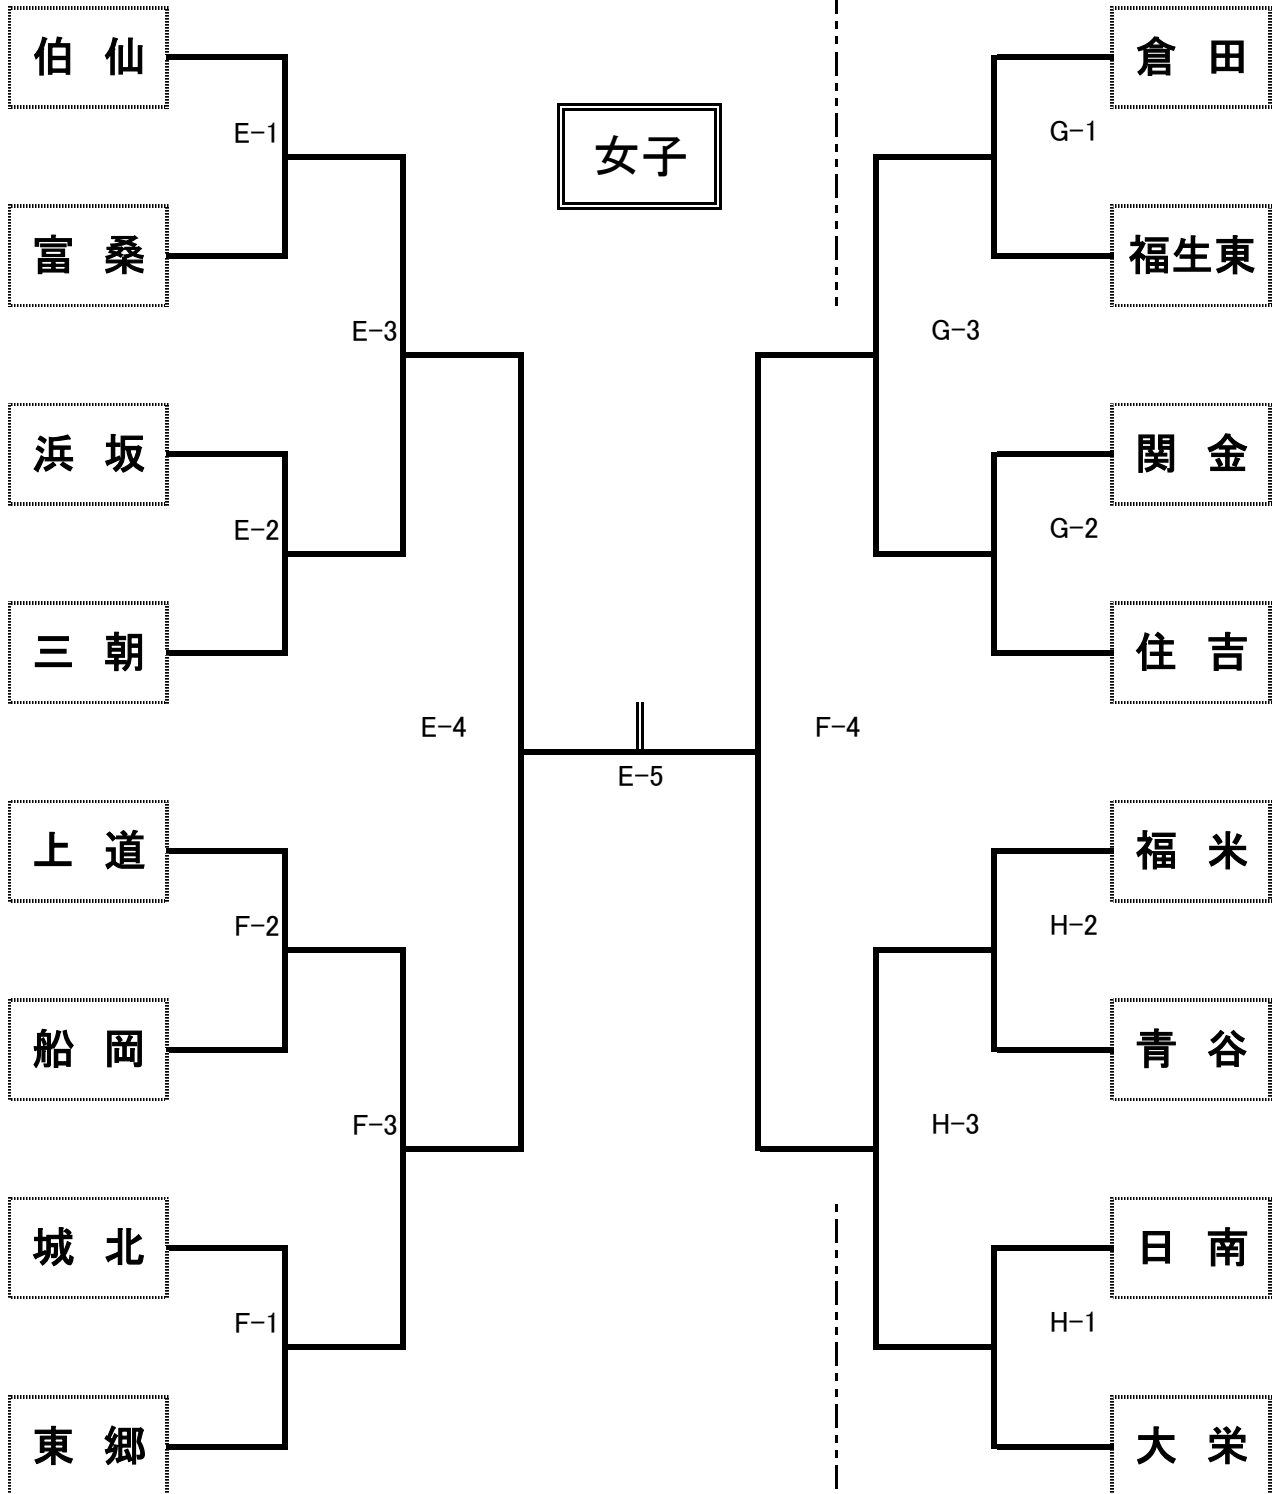 伯 仙
倉 田
女子
E-1
G-1
富 桑
福生東
E-3
G-3
浜 坂
関 金
E-2
G-2
三 朝
住 吉
E-4
F-4
E-5
上 道
福 米
F-2
H-2
船 岡
青 谷
F-3
H-3
城 北
日 南
F-1
H-1
東 郷
大 栄